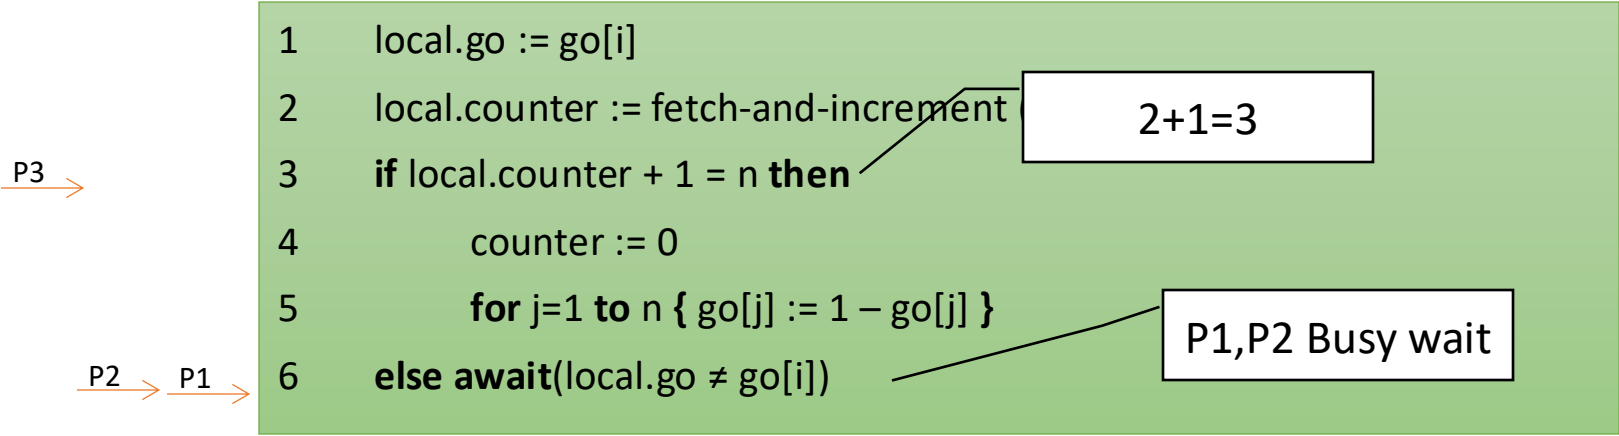 1 local.go := go[i]
2 local.counter := fetch-and-increment (
2+1=3
P3
3 if local.counter + 1 = n then
4 counter := 0
5 for j=1 to n { go[j] := 1 – go[j] }
P1,P2 Busy wait
P2 P1
6 else await(local.go ≠ go[i])